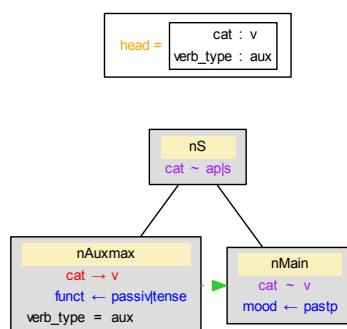 head =
cat : v
verb_type : aux
nS
cat ~ ap|s
nAuxmax
cat → v
funct ← passiv|tense
verb_type = aux
nMain
cat ~ v
mood ← pastp